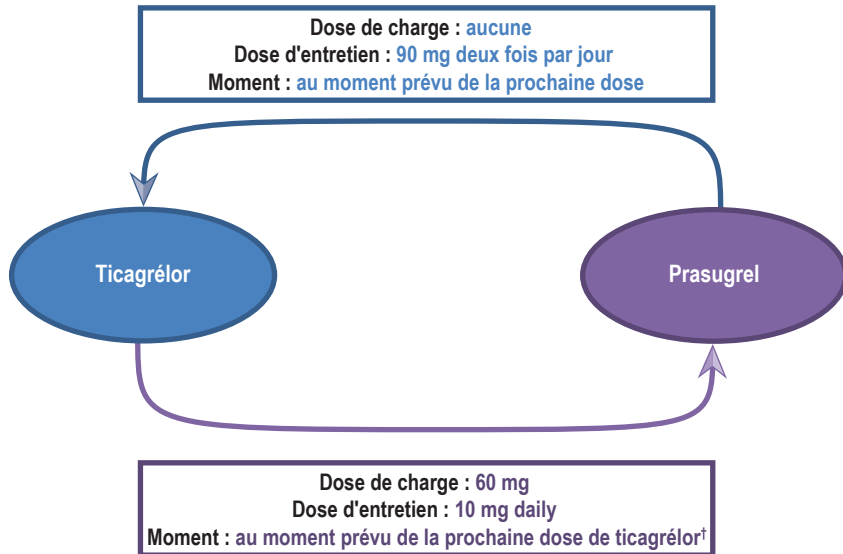 Dose de charge : aucune
Dose d'entretien : 90 mg deux fois par jour
Moment : au moment prévu de la prochaine dose
Ticagrélor
Prasugrel
Dose de charge : 60 mg
Dose d'entretien : 10 mg daily
Moment : au moment prévu de la prochaine dose de ticagrélor†